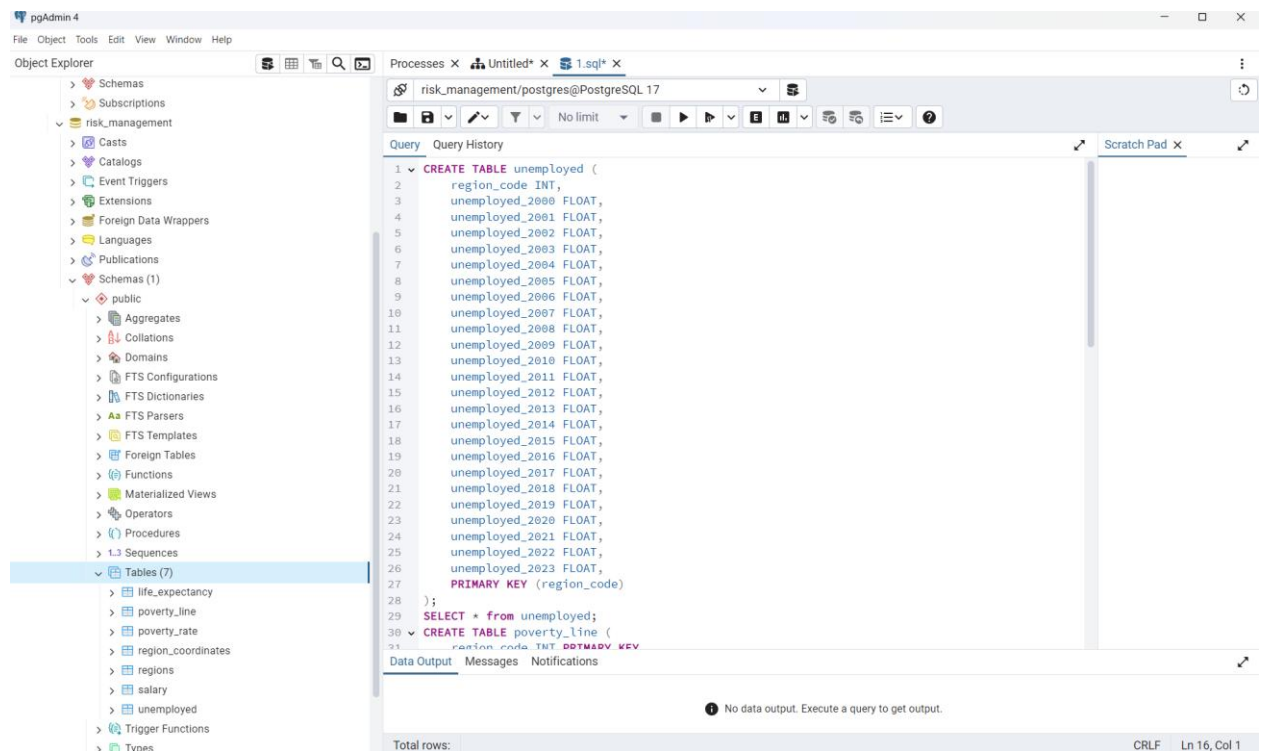 pgAdmin 4
File Object Tools Edit View Window Help
Object Explorer
Schemas
Subscriptions
risk_management
Casts
Catalogs
Event Triggers
Extensions
Foreign Data Wrappers
Languages
Publications
Schemas (1)
public
Aggregates
Collations
Domains
FTS Configurations
FTS Dictionaries
Aa FTS Parsers
FTS Templates
Foreign Tables
Functions
Materialized Views
Operators
Procedures
1..3 Sequences
Tables (7)
life_expectancy
poverty_line
poverty_rate
region_coordinates
regions
salary
unemployed
Trigger Functions
Types
Processes Untitled* 1.sql*
risk_management/postgres@PostgreSQL 17
No limit E
Query Query History
Scratch Pad
1 CREATE TABLE unemployed (
2 region_code INT,
3 unemployed_2000 FLOAT,
4 unemployed_2001 FLOAT,
5 unemployed_2002 FLOAT,
6 unemployed_2003 FLOAT,
7 unemployed_2004 FLOAT,
8 unemployed_2005 FLOAT,
9 unemployed_2006 FLOAT,
10 unemployed_2007 FLOAT,
11 unemployed_2008 FLOAT,
12 unemployed_2009 FLOAT,
13 unemployed_2010 FLOAT,
14 unemployed_2011 FLOAT,
15 unemployed_2012 FLOAT,
16 unemployed_2013 FLOAT,
17 unemployed_2014 FLOAT,
18 unemployed_2015 FLOAT,
19 unemployed_2016 FLOAT,
20 unemployed_2017 FLOAT,
21 unemployed_2018 FLOAT,
22 unemployed_2019 FLOAT,
23 unemployed_2020 FLOAT,
24 unemployed_2021 FLOAT,
25 unemployed_2022 FLOAT,
26 unemployed_2023 FLOAT,
27 PRIMARY KEY (region_code)
28 );
29 SELECT * from unemployed;
30 CREATE TABLE poverty_line (
31 region_code INT PRIMARY KEY
Data Output Messages Notifications
No data output. Execute a query to get output.
Total rows:
CRLF Ln 16, Col 1